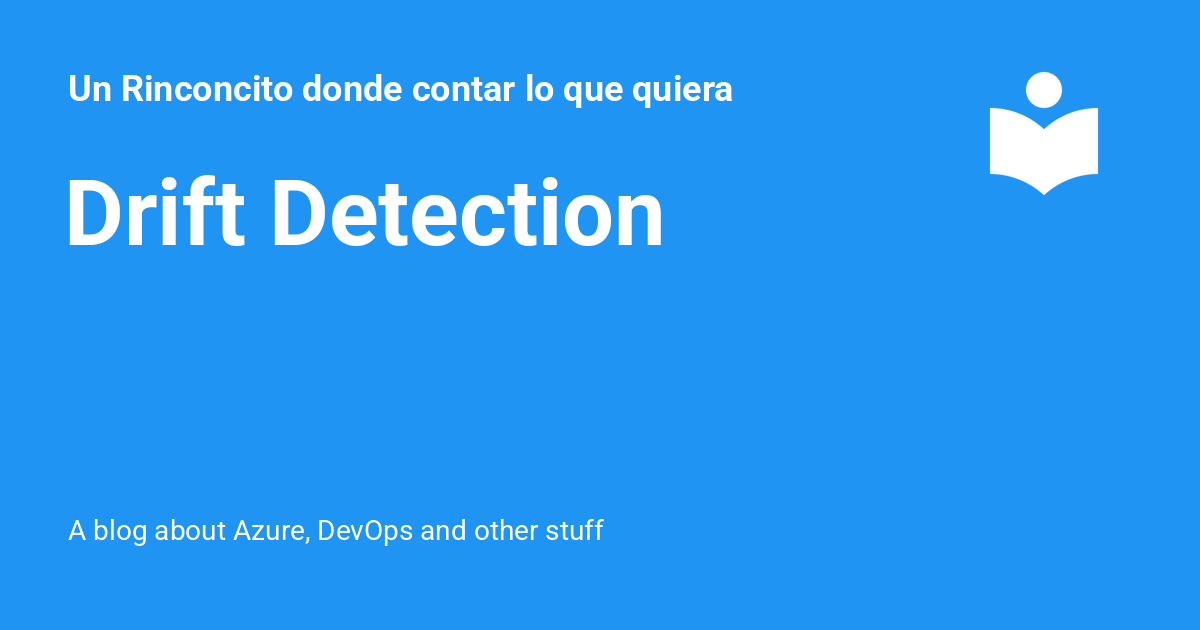 Un Rinconcito donde contar lo que quiera
Drift Detection
A blog about Azure, DevOps and other stuff